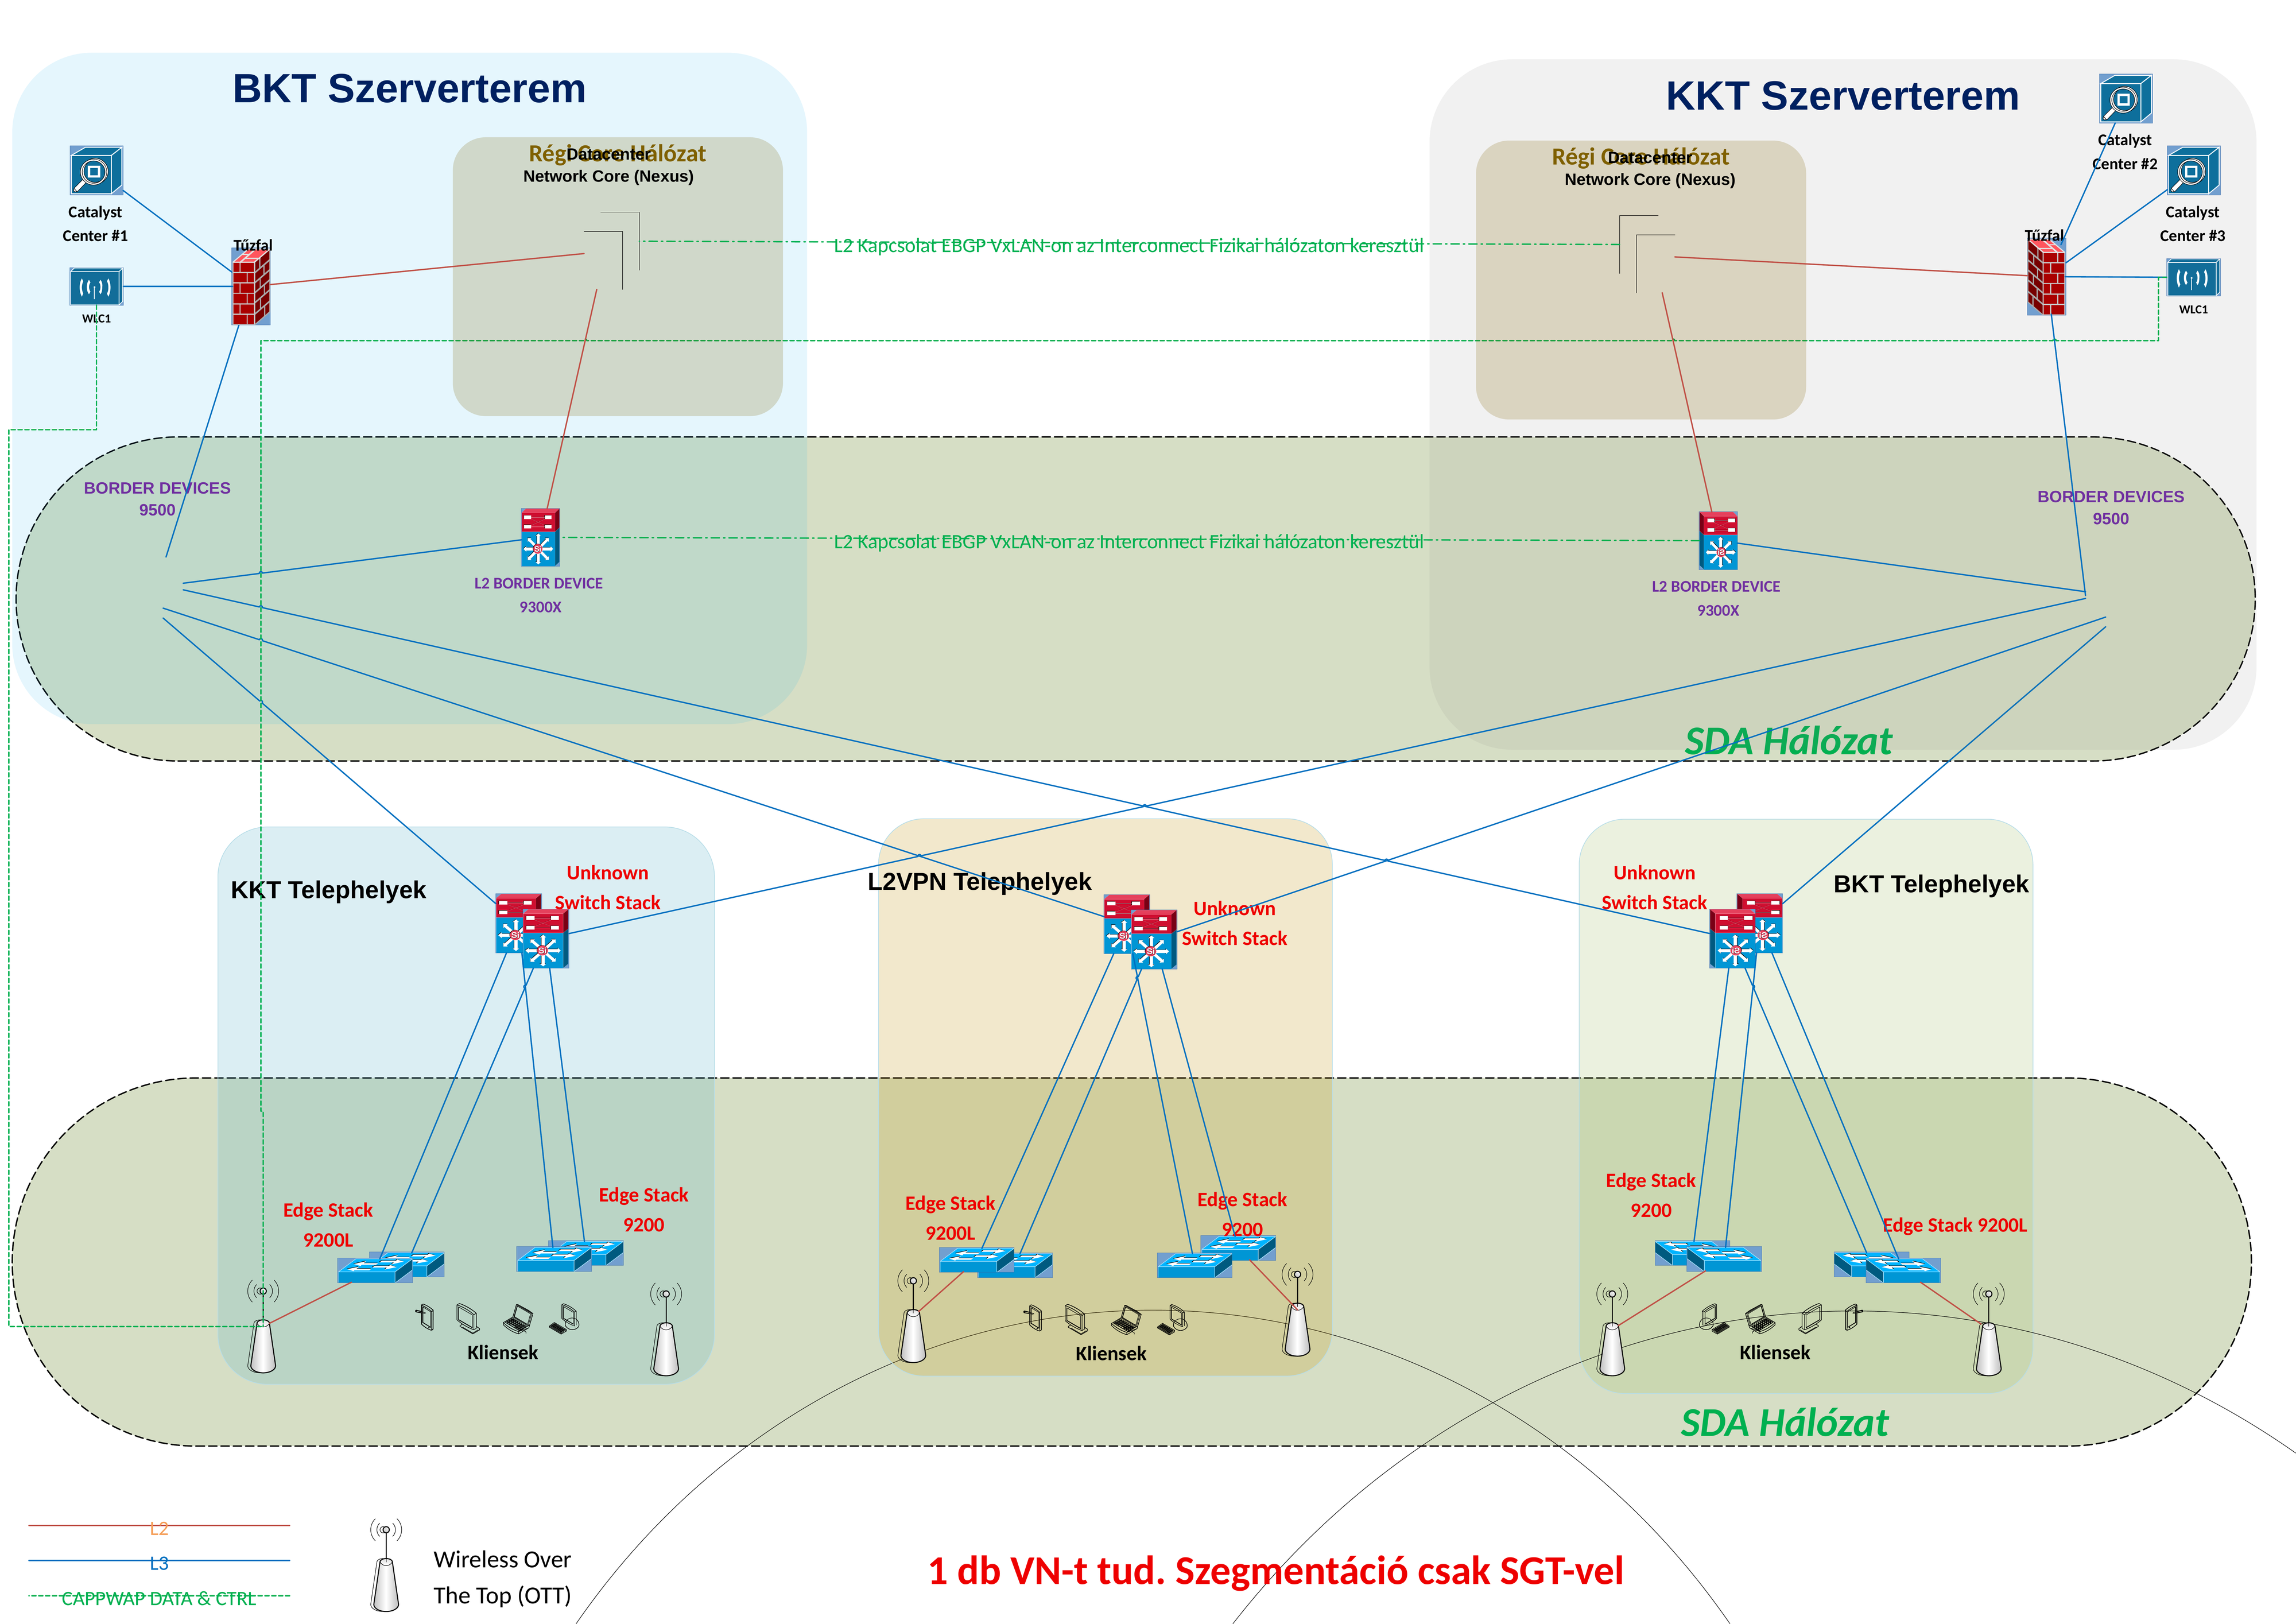 BKT Szerverterem
KKT Szerverterem
Régi Core Hálózat
Datacenter
Network Core (Nexus)
Régi Core Hálózat
Datacenter
Network Core (Nexus)
Catalyst
Center #1
Tűzfal
WLC1
Catalyst
Center #2
Catalyst
Center #3
Tűzfal
WLC1
L2 Kapcsolat EBGP VxLAN-on az Interconnect Fizikai hálózaton keresztül
BORDER DEVICES
9500
BORDER DEVICES
9500
L2 Kapcsolat EBGP VxLAN-on az Interconnect Fizikai hálózaton keresztül
L2 BORDER DEVICE
9300X
L2 BORDER DEVICE
9300X
SDA Hálózat
KKT Telephelyek
Unknown
Switch Stack
L2VPN Telephelyek
Unknown
Switch Stack
Unknown
Switch Stack
BKT Telephelyek
Edge Stack
9200L
Edge Stack
9200
Edge Stack
9200L
Edge Stack
9200
Edge Stack
9200
Edge Stack 9200L
Kliensek
Kliensek
Kliensek
SDA Hálózat
L2
L3
CAPPWAP DATA & CTRL
Wireless Over
The Top (OTT)
1 db VN-t tud. Szegmentáció csak SGT-vel